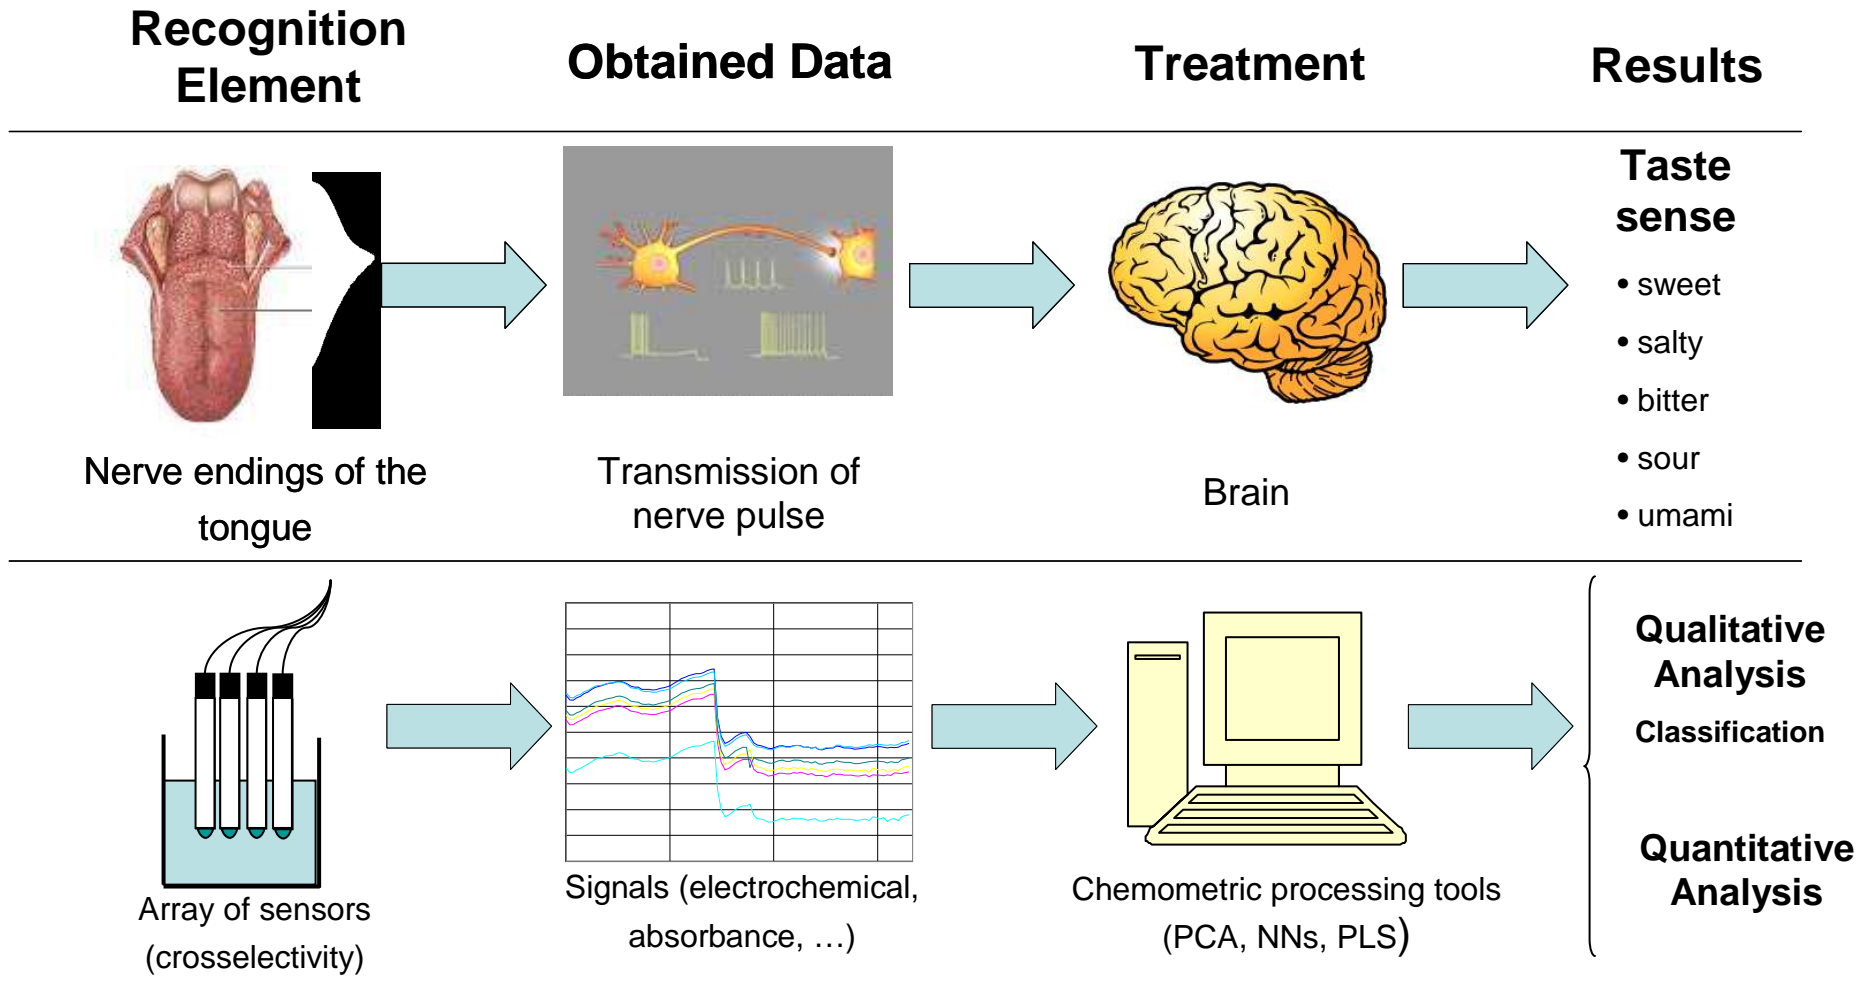 Recognition
Element
Obtained Data
Treatment
Results
Nerve endings of the
tongue
Transmission of
nerve pulse
Brain
Taste
sense
• sweet
• salty
• bitter
• sour
• umami
Array of sensors
(crosselectivity)
Signals (electrochemical,
absorbance, …)
Chemometric processing tools
(PCA, NNs, PLS)
Qualitative
Analysis
Classification
Quantitative
Analysis